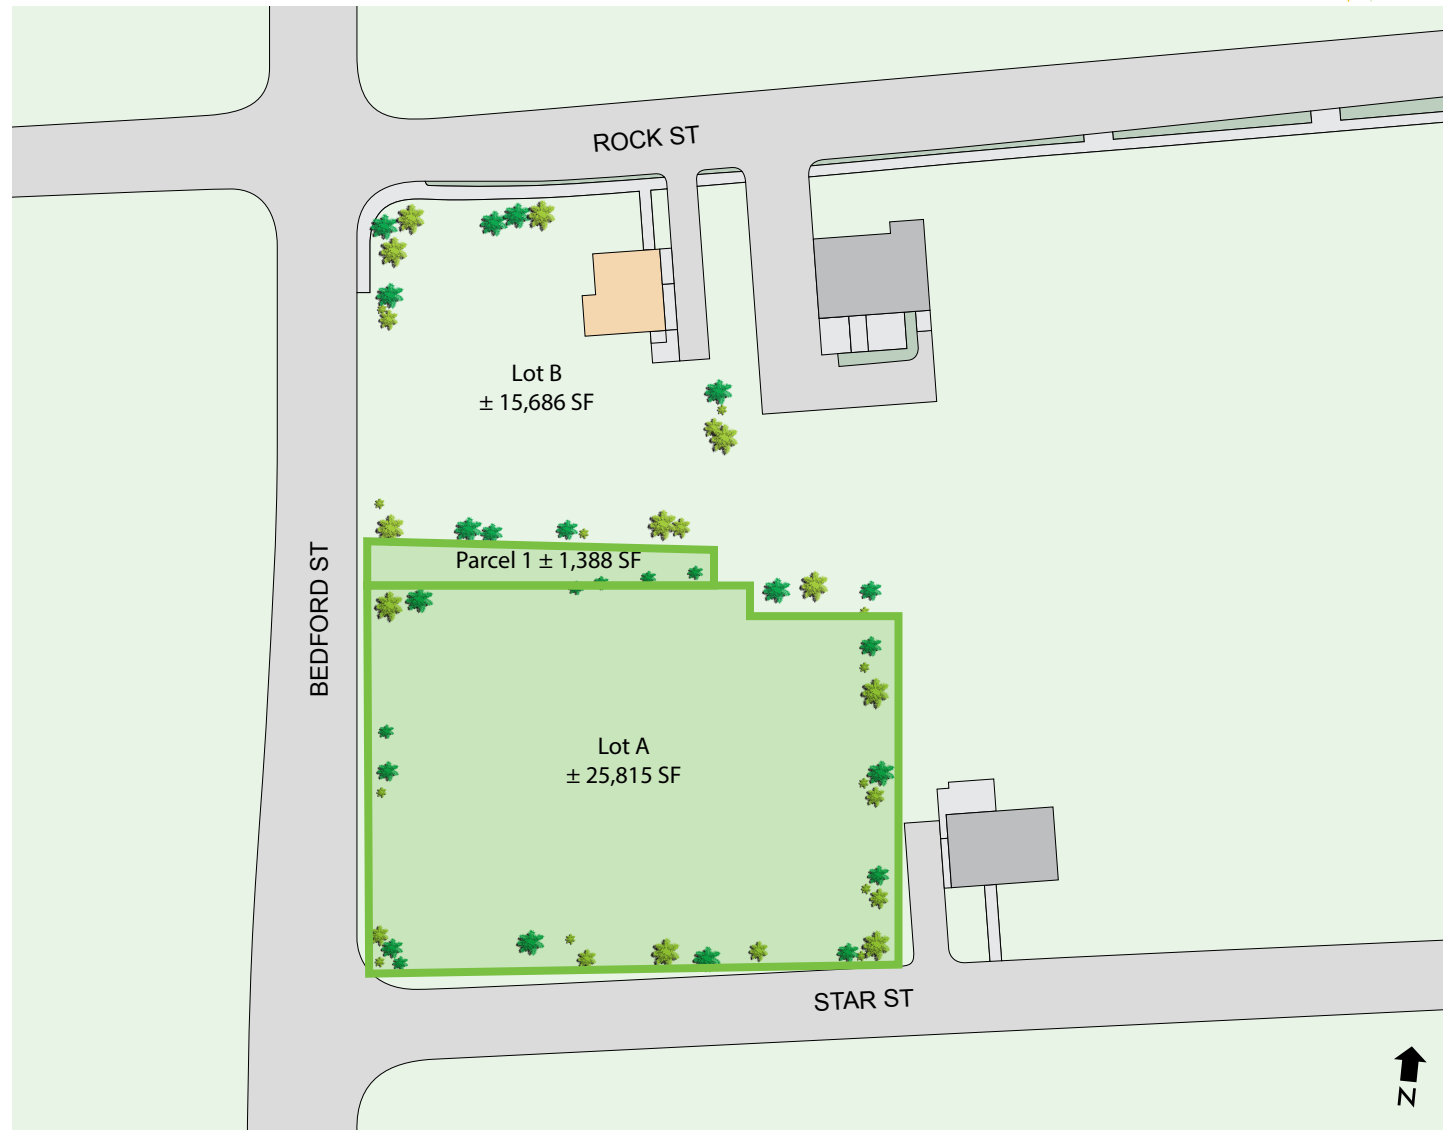 ROCK ST
Lot B
± 15,686 SF
Parcel 1 ± 1,388 SF
BEDFORD ST
Lot A
± 25,815 SF
STAR ST
N